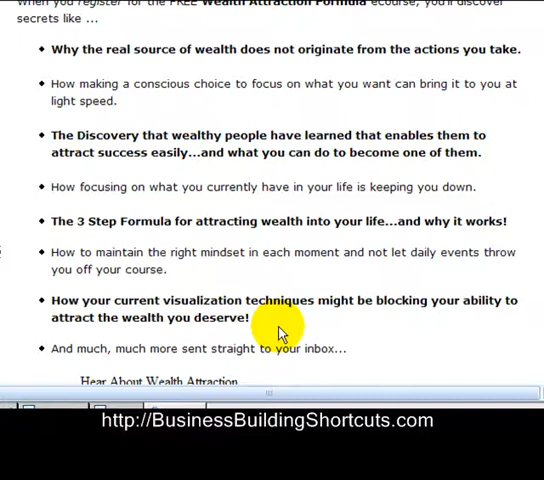 When you register for the FREE Wealth Attraction Formula ecourse, you'll discover
secrets like ...
Why the real source of wealth does not originate from the actions you take.
How making a conscious choice to focus on what you want can bring it to you at
light speed.
The Discovery that wealthy people have learned that enables them to
attract success easily...and what you can do to become one of them.
How focusing on what you currently have in your life is keeping you down.
The 3 Step Formula for attracting wealth into your life...and why it works!
How to maintain the right mindset in each moment and not let daily events throw
you off your course.
How your current visualization techniques might be blocking your ability to
attract the wealth you deserve!
And much, much more sent straight to your inbox...
Hear About Wealth Attraction
http://BusinessBuildingShortcuts.com